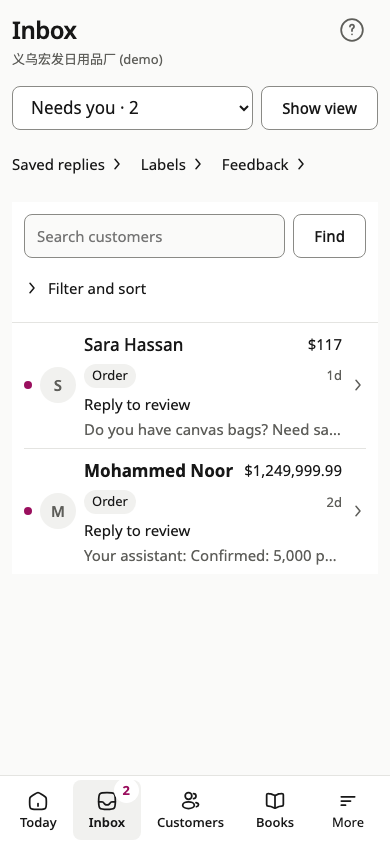 Inbox
义乌宏发日用品厂 (demo)
Needs you · 2
Show view
Saved replies
Labels
Feedback
Search customers
Find
Filter and sort
Sara Hassan
$117
S
Order
1d
Reply to review
Do you have canvas bags? Need sa...
Mohammed Noor
$1,249,999.99
M
Order
2d
Reply to review
Your assistant: Confirmed: 5,000 p...
2
Today
Inbox
Customers
Books
More